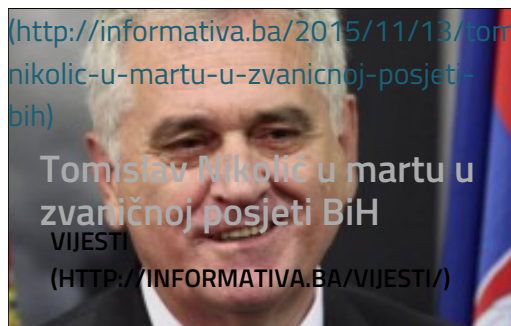 (http://informativa.ba/2015/11/13/tom
nikolic-u-martu-u-zvanicnoj-posjeti-
bih)
Tomislav Nikolić u martu u
zvaničnoj posjeti BiH
VIJESTI
(HTTP://INFORMATIVA.BA/VIJESTI/)